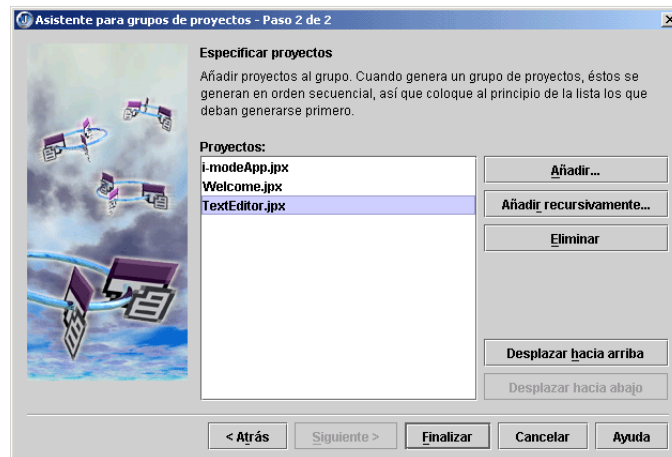 Asistente para grupos de proyectos - Paso 2 de 2
Especificar proyectos
Añadir proyectos al grupo. Cuando genera un grupo de proyectos, éstos se
generan en orden secuencial, así que coloque al principio de la lista los que
deban generarse primero.
Proyectos:
i-modeApp.jpx
Welcome.jpx
TextEditor.jpx
Añadir...
Añadir recursivamente...
Eliminar
Desplazar hacia arriba
Desplazar hacia abajo
< Atrás
Siguiente >
Finalizar
Cancelar
Ayuda